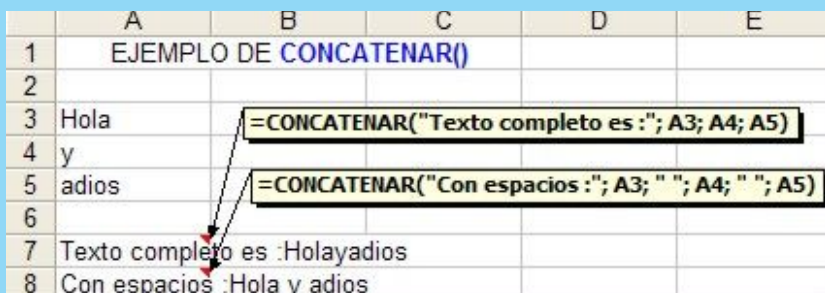 A B C D E
1 EJEMPLO DE CONCATENAR()
2
3 Hola =CONCATENAR("Texto completo es :"; A3; A4; A5)
4 y
5 adios =CONCATENAR("Con espacios :"; A3; " "; A4; " "; A5)
6
7 Texto completo es :Holayadios
8 Con espacios :Hola y adios